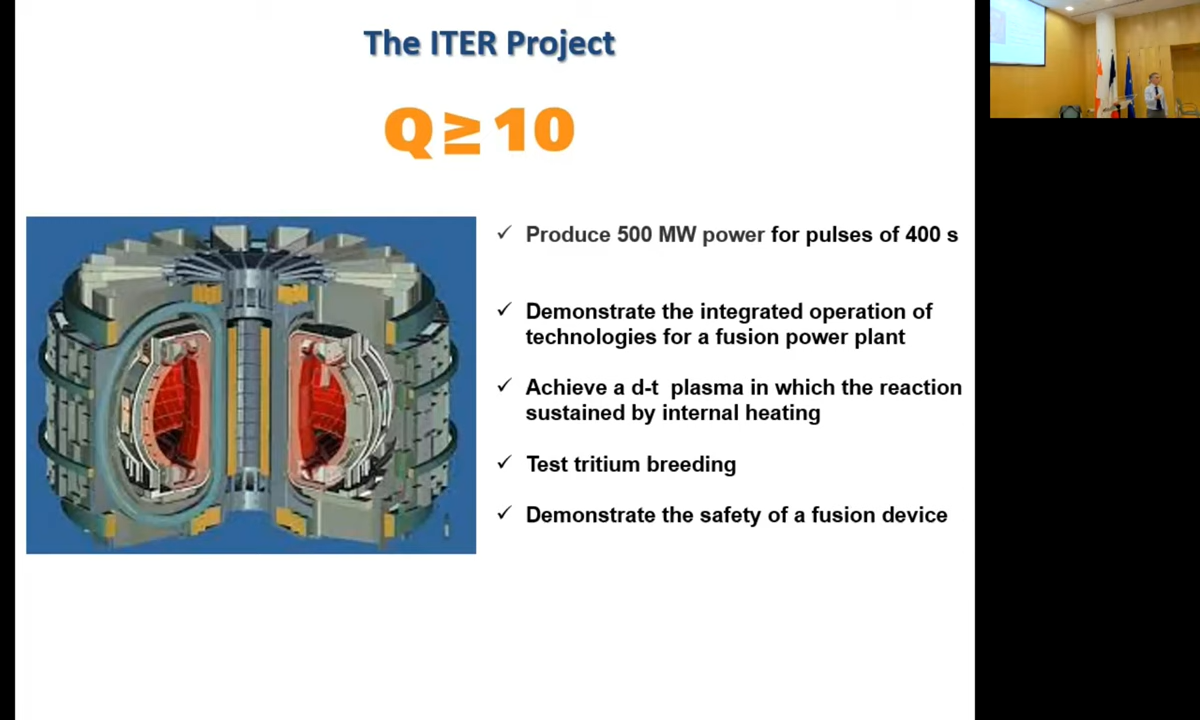 The ITER Project
Q ≥ 10
✓ Produce 500 MW power for pulses of 400 s
✓ Demonstrate the integrated operation of
technologies for a fusion power plant
✓ Achieve a d-t plasma in which the reaction
sustained by internal heating
✓ Test tritium breeding
✓ Demonstrate the safety of a fusion device